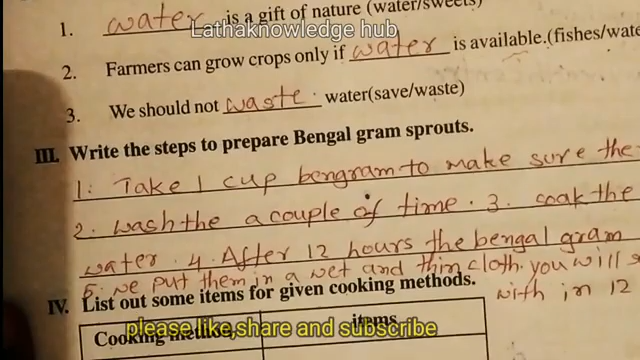 1. water is a gift of nature (water/sweets)
Lathaknowledge hub
2. Farmers can grow crops only if water is available.(fishes/wate
3. We should not waste. water(save/waste)
III. Write the steps to prepare Bengal gram sprouts.
1. Take 1 cup bengram to make sure the
2. wash the a couple of time. 3. soak the
water. 4. After 12 hours the bengal gram
5. we put them in a wet and thin cloth. you will
IV. List out some items for given cooking methods.
with in 12
Cooking items
please like,share and subscribe